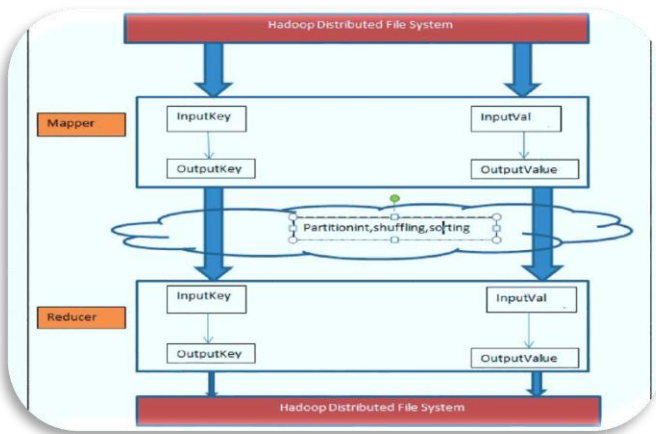 Hadoop Distributed File System
Mapper
InputKey
InputVal
OutputKey
OutputValue
Partitionint,shuffling,sorting
Reducer
InputKey
InputVal
OutputKey
OutputValue
Hadoop Distributed File System